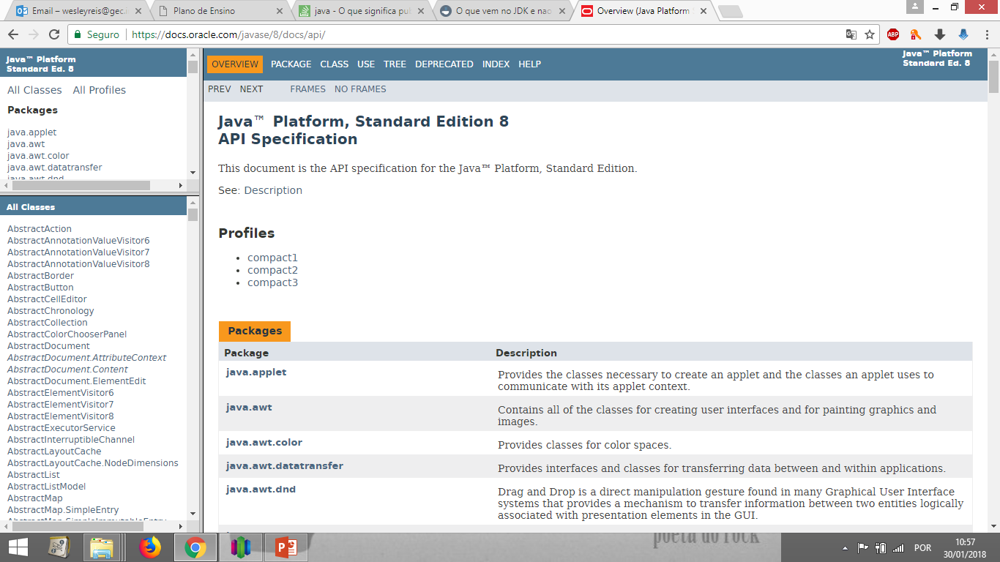 Email – wesleyreis@gec.i
Plano de Ensino
java - O que significa pub
O que vem no JDK e nao
Overview (Java Platform
Seguro
https://docs.oracle.com/javase/8/docs/api/
ABP
Java™ Platform
Standard Ed. 8
All Classes All Profiles
Packages
java.applet
java.awt
java.awt.color
java.awt.datatransfer
java.awt.dnd
All Classes
AbstractAction
AbstractAnnotationValueVisitor6
AbstractAnnotationValueVisitor7
AbstractAnnotationValueVisitor8
AbstractBorder
AbstractButton
AbstractCellEditor
AbstractChronology
AbstractCollection
AbstractColorChooserPanel
AbstractDocument
AbstractDocument.AttributeContext
AbstractDocument.Content
AbstractDocument.ElementEdit
AbstractElementVisitor6
AbstractElementVisitor7
AbstractElementVisitor8
AbstractExecutorService
AbstractInterruptibleChannel
AbstractLayoutCache
AbstractLayoutCache.NodeDimensions
AbstractList
AbstractListModel
AbstractMap
AbstractMap.SimpleEntry
AbstractMap.SimpleImmutableEntry
OVERVIEW PACKAGE CLASS USE TREE DEPRECATED INDEX HELP
Java™ Platform
Standard Ed. 8
PREV NEXT FRAMES NO FRAMES
Java™ Platform, Standard Edition 8
API Specification
This document is the API specification for the Java™ Platform, Standard Edition.
See: Description
Profiles
compact1
compact2
compact3
Packages
Package Description
java.applet
Provides the classes necessary to create an applet and the classes an applet uses to
communicate with its applet context.
java.awt
Contains all of the classes for creating user interfaces and for painting graphics and
images.
java.awt.color
Provides classes for color spaces.
java.awt.datatransfer
Provides interfaces and classes for transferring data between and within applications.
java.awt.dnd
Drag and Drop is a direct manipulation gesture found in many Graphical User Interface
systems that provides a mechanism to transfer information between two entities logically
associated with presentation elements in the GUI.
poeta do rock
POR
10:57
30/01/2018